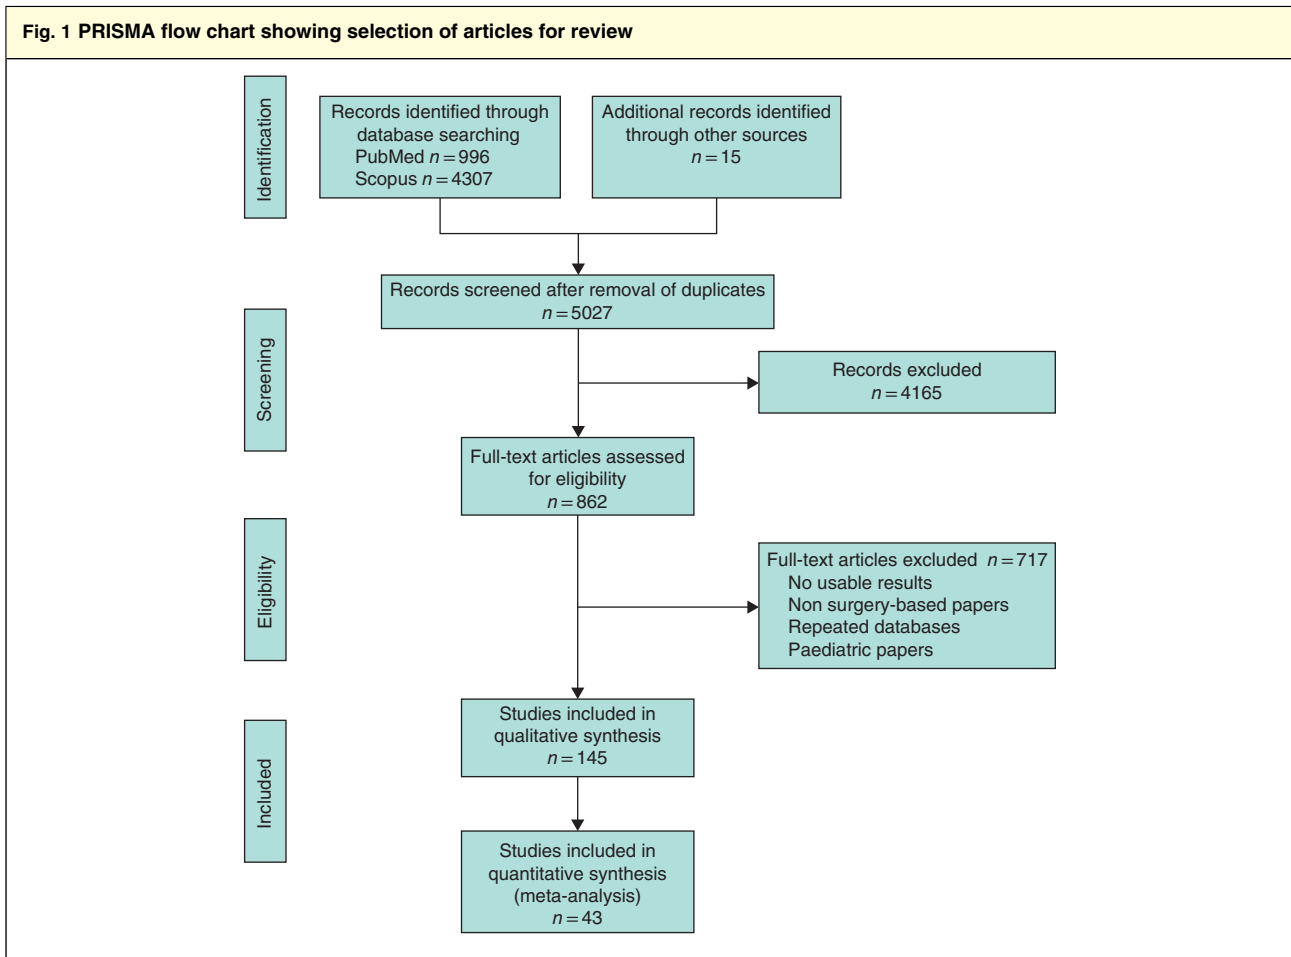 Fig. 1 PRISMA flow chart showing selection of articles for review
Identification
Records identified through
database searching
PubMed n = 996
Scopus n = 4307
Additional records identified
through other sources
n = 15
Records screened after removal of duplicates
n = 5027
Screening
Records excluded
n = 4165
Full-text articles assessed
for eligibility
n = 862
Eligibility
Full-text articles excluded n = 717
No usable results
Non surgery-based papers
Repeated databases
Paediatric papers
Studies included in
qualitative synthesis
n = 145
Included
Studies included in
quantitative synthesis
(meta-analysis)
n = 43